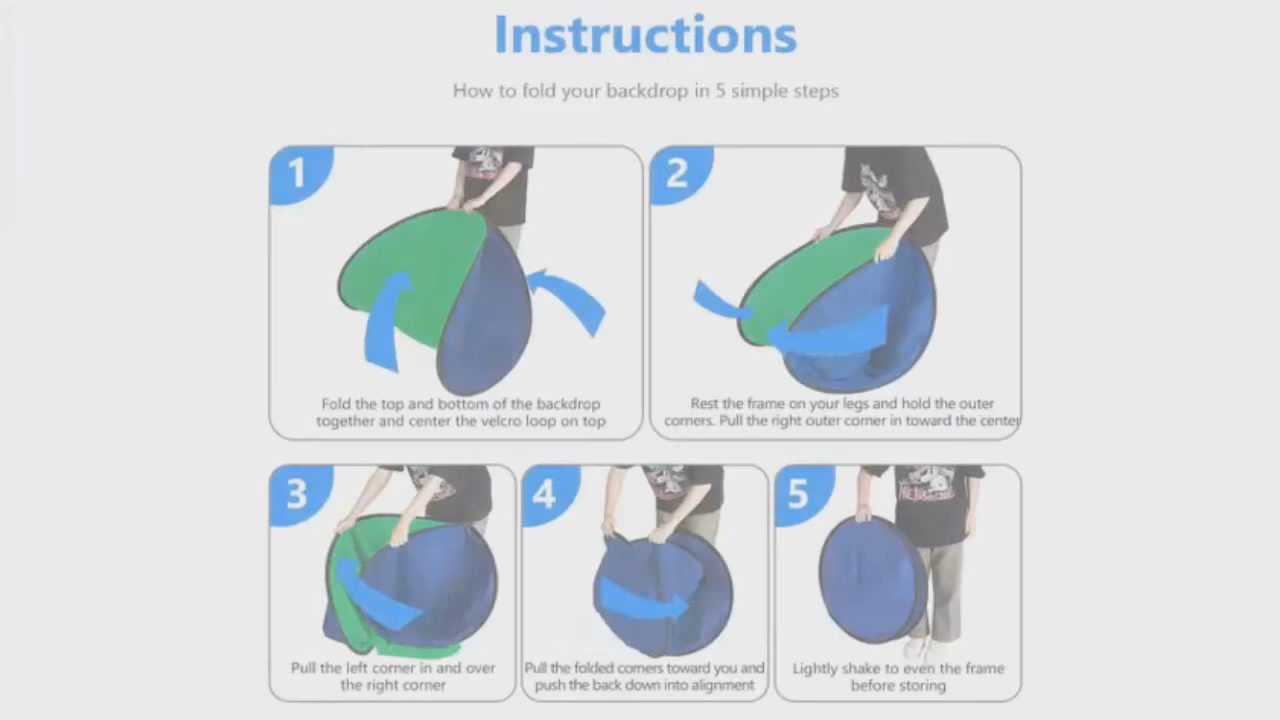 Instructions
How to fold your backdrop in 5 simple steps
1
2
Fold the top and bottom of the backdrop
together and center the velcro loop on top
Rest the frame on your legs and hold the outer
corners. Pull the right outer corner in toward the center
3
4
5
Pull the left corner in and over
the right corner
Pull the folded corners toward you and
push the back down into alignment
Lightly shake to even the frame
before storing